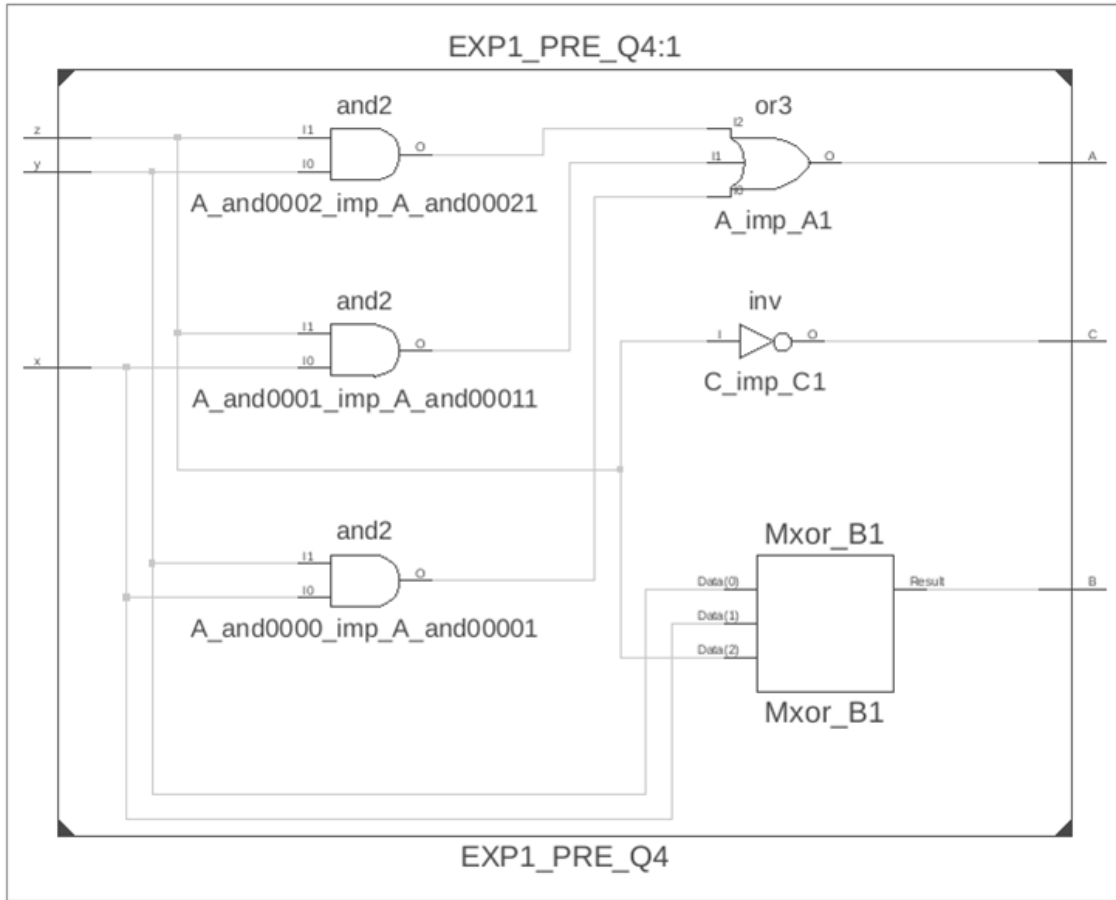 EXP1_PRE_Q4:1
and2
or3
z
I1
O
I2
y
I0
I1
O
A
I0
A_and0002_imp_A_and00021
A_imp_A1
and2
inv
I1
O
I
O
C
x
I0
A_and0001_imp_A_and00011
C_imp_C1
and2
Mxor_B1
I1
O
Data(0)
Result
B
I0
Data(1)
A_and0000_imp_A_and00001
Data(2)
Mxor_B1
EXP1_PRE_Q4